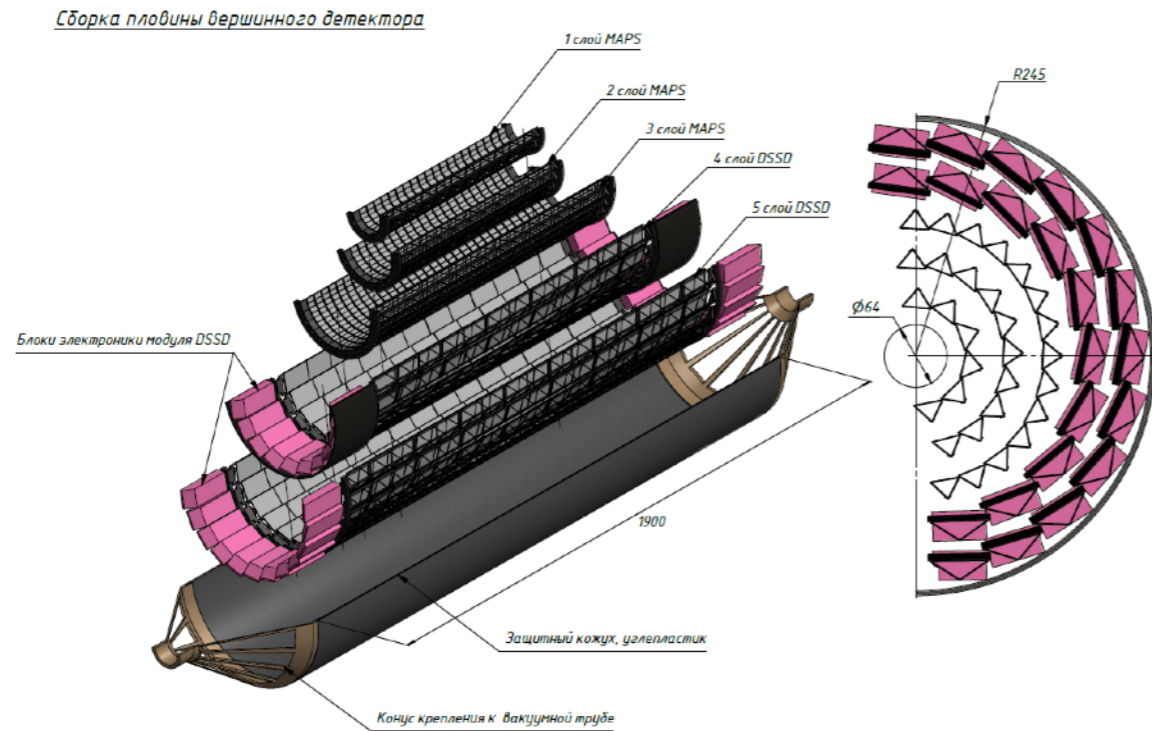 Сборка пловины вершинного детектора
1 слой MAPS
2 слой MAPS
3 слой MAPS
4 слой DSSD
5 слой DSSD
R245
Ø64
Блоки электроники модуля DSSD
1900
Защитный кожух, углепластик
Конус крепления к вакуумной трубе